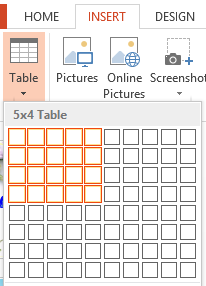 HOME INSERT DESIGN
Table Pictures Online Pictures Screenshot
5x4 Table